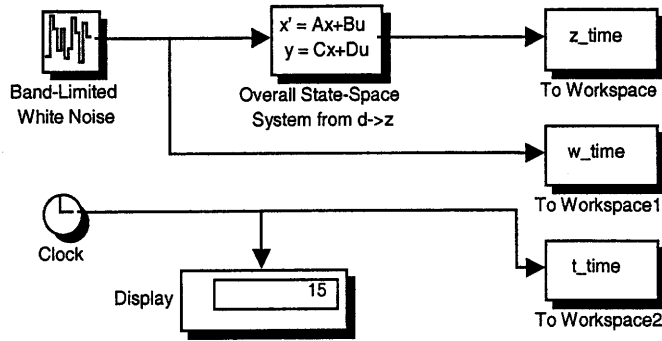 x' = Ax+Bu
y = Cx+Du
z_time
Band-Limited
White Noise
Overall State-Space
System from d->z
To Workspace
w_time
To Workspace1
Clock
t_time
Display
15
To Workspace2